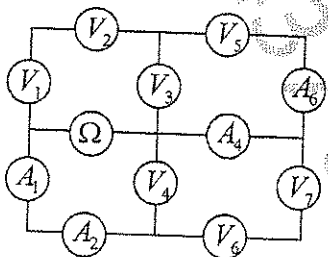 V₂ V₅
V₁ V₃ A₆
Ω A₄
A₁ V₄ V₇
A₂ V₆